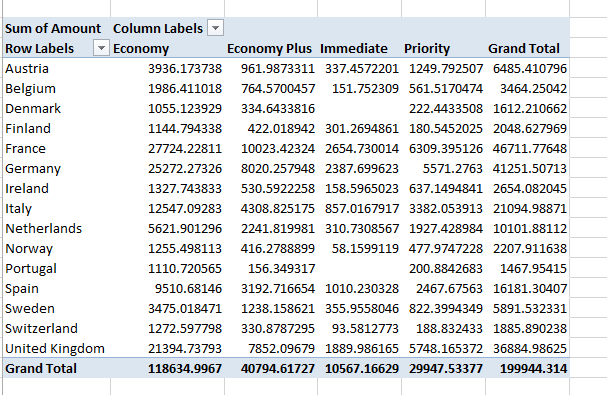 Sum of Amount Column Labels
Row Labels Economy Economy Plus Immediate Priority Grand Total
Austria 3936.173738 961.9873311 337.4572201 1249.792507 6485.410796
Belgium 1986.411018 764.5700457 151.752309 561.5170474 3464.25042
Denmark 1055.123929 334.6433816 222.4433508 1612.210662
Finland 1144.794338 422.018942 301.2694861 180.5452025 2048.627969
France 27724.22811 10023.42324 2654.730014 6309.395126 46711.77648
Germany 25272.27326 8020.257948 2387.699623 5571.2763 41251.50713
Ireland 1327.743833 530.5922258 158.5965023 637.1494841 2654.082045
Italy 12547.09283 4308.825175 857.0167917 3382.053913 21094.98871
Netherlands 5621.901296 2241.819981 310.7308567 1927.428984 10101.88112
Norway 1255.498113 416.2788899 58.1599119 477.9747228 2207.911638
Portugal 1110.720565 156.349317 200.8842683 1467.95415
Spain 9510.68146 3192.716654 1010.230328 2467.67563 16181.30407
Sweden 3475.018471 1238.158621 355.9558046 822.3994349 5891.532331
Switzerland 1272.597798 330.8787295 93.5812773 188.832433 1885.890238
United Kingdom 21394.73793 7852.09679 1889.986165 5748.165372 36884.98625
Grand Total 118634.9967 40794.61727 10567.16629 29947.53377 199944.314